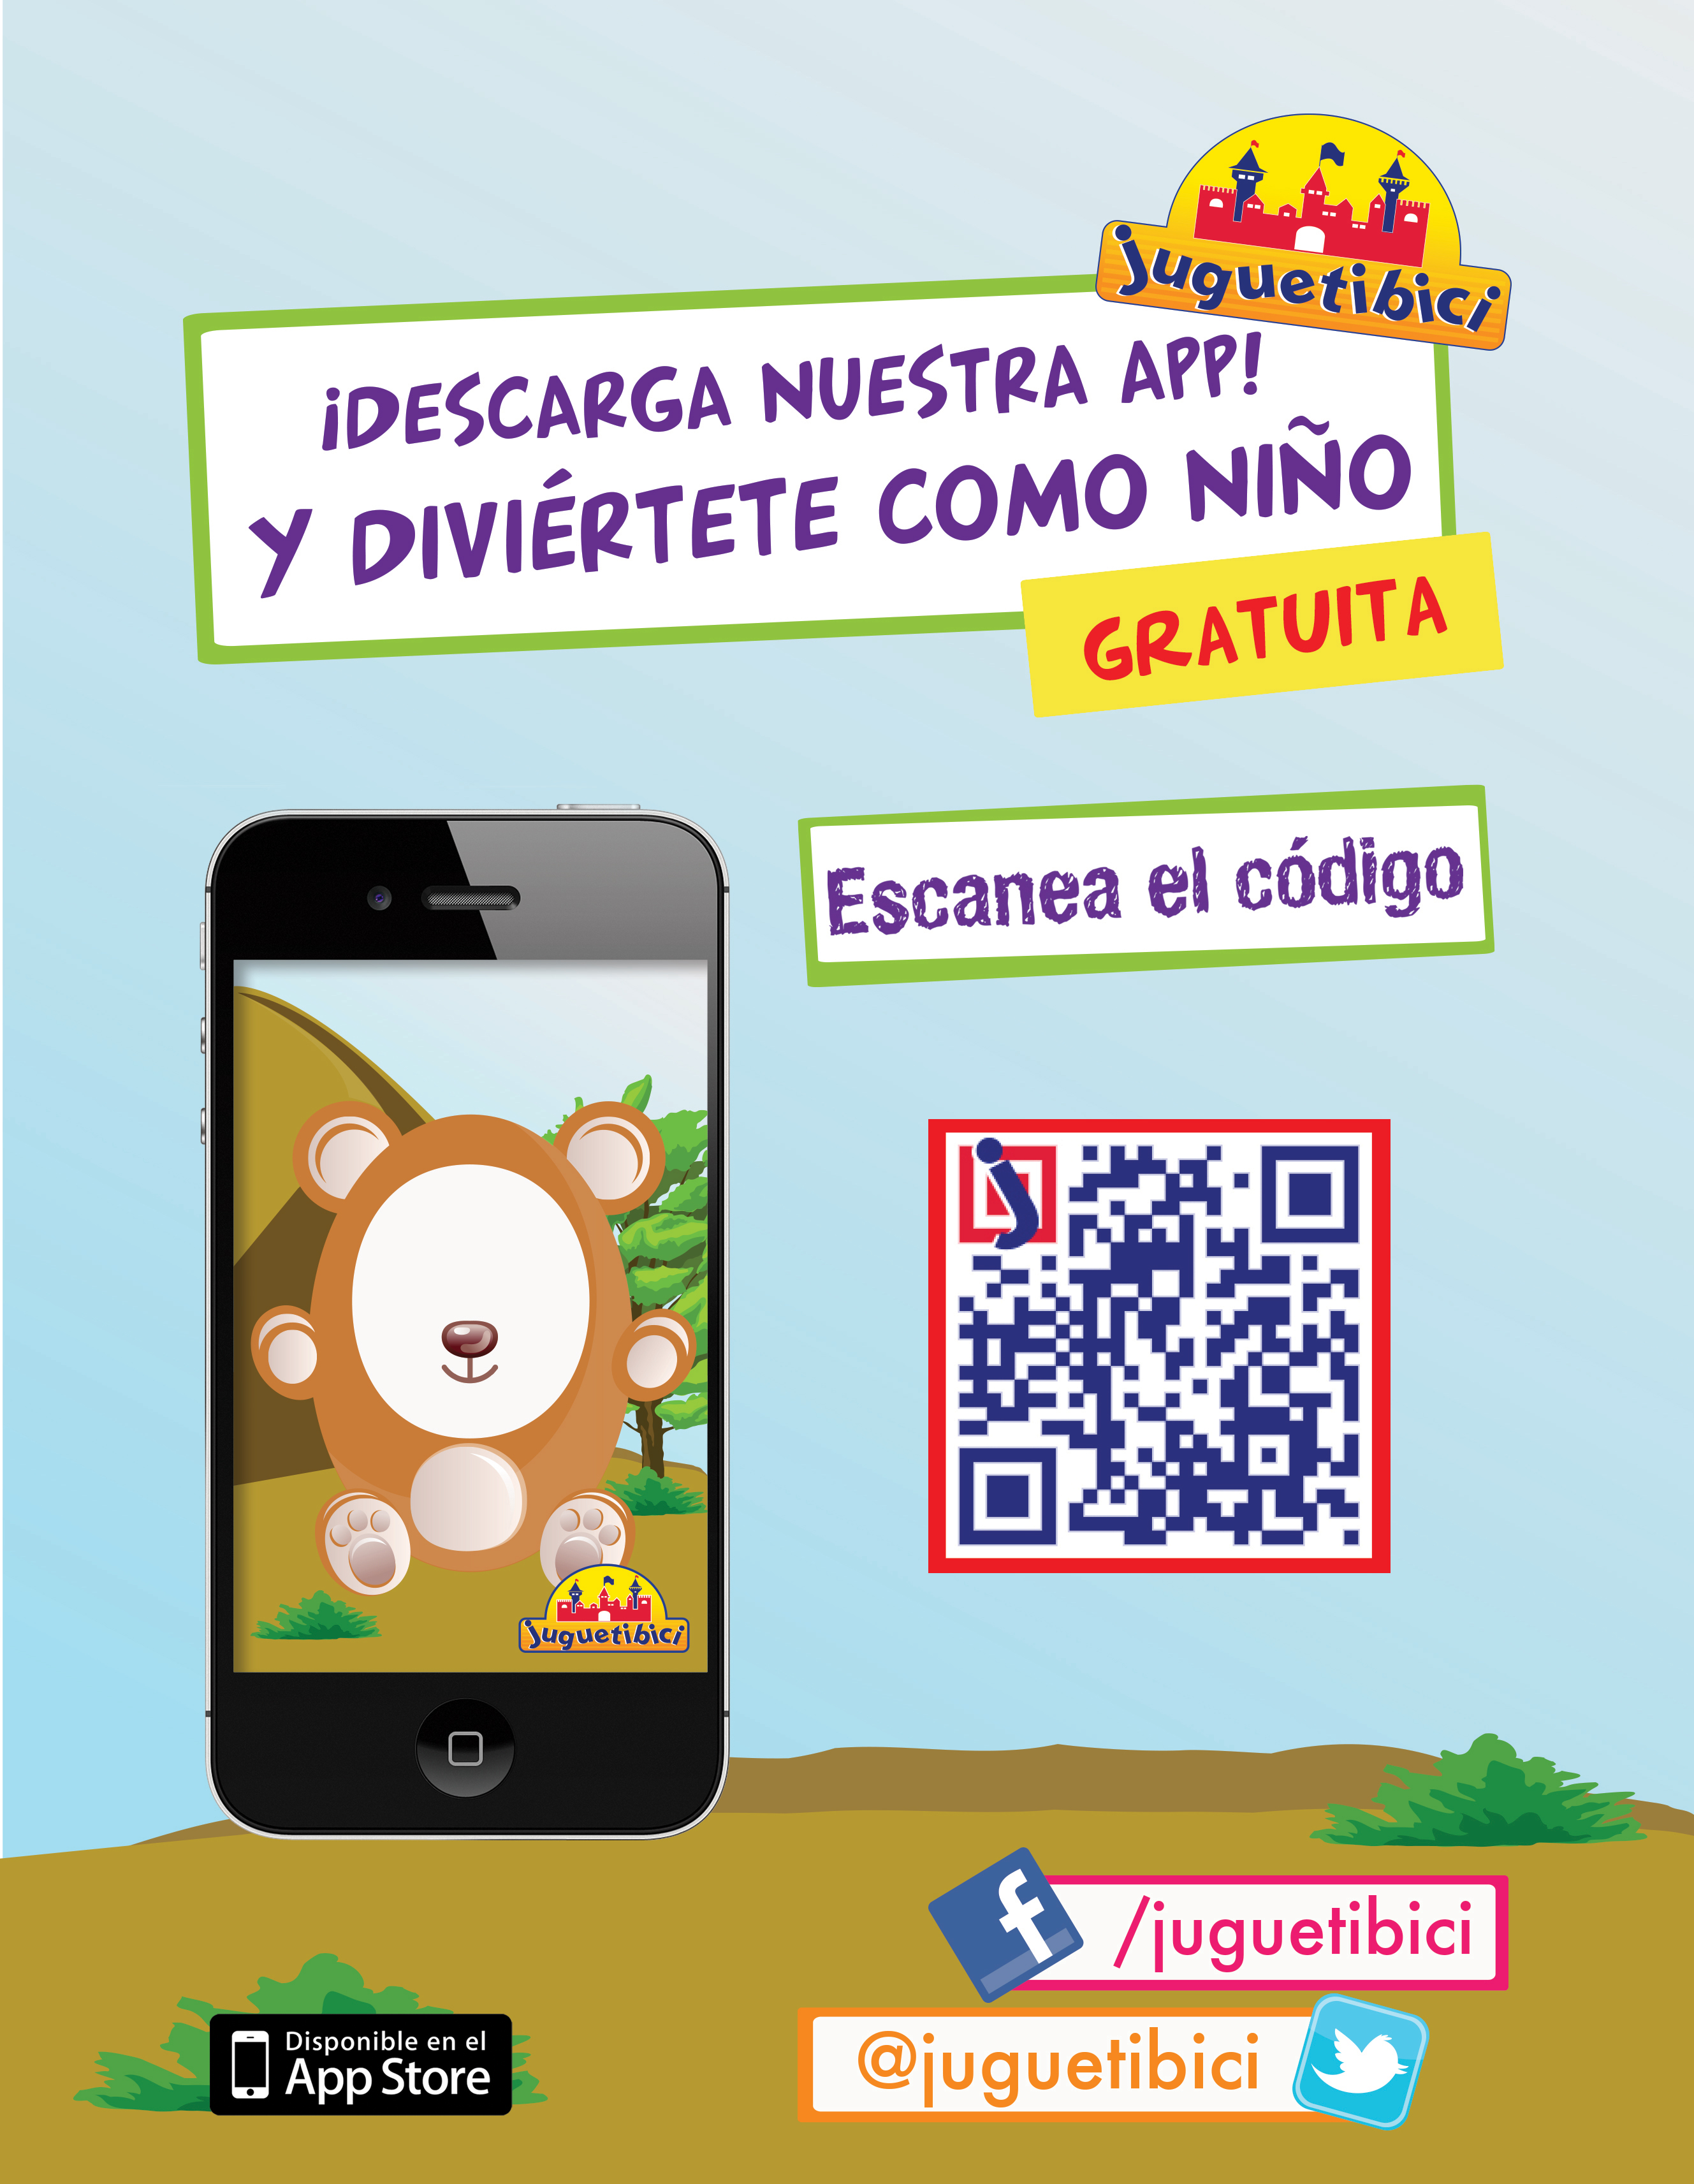 juguetibici
¡DESCARGA NUESTRA APP!
Y DIVIÉRTETE COMO NIÑO
GRATUITA
Escanea el código
j
juguetibici
f /juguetibici
@juguetibici
Disponible en el
App Store